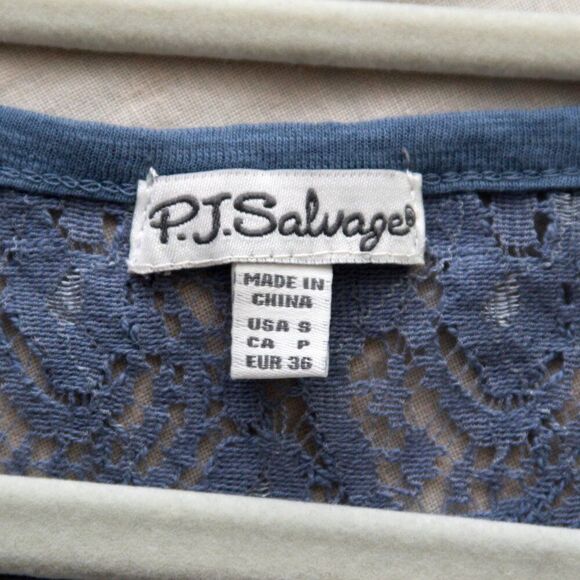 P.J.Salvage®
MADE IN
CHINA
USA S
CA P
EUR 36